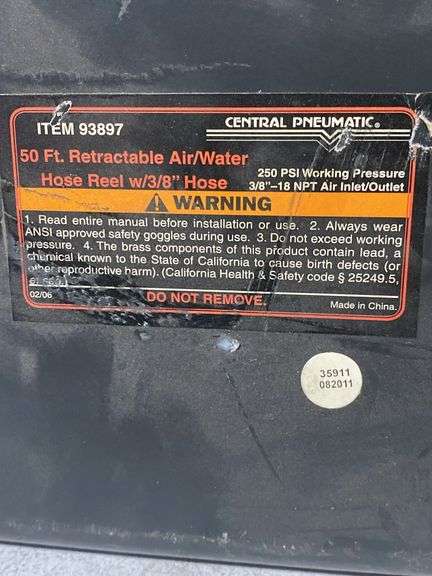 ITEM 93897
CENTRAL PNEUMATIC®
50 Ft. Retractable Air/Water
Hose Reel w/3/8" Hose
250 PSI Working Pressure
3/8"–18 NPT Air Inlet/Outlet
WARNING
1. Read entire manual before installation or use. 2. Always wear
ANSI approved safety goggles during use. 3. Do not exceed working
pressure. 4. The brass components of this product contain lead, a
chemical known to the State of California to cause birth defects (or
other reproductive harm). (California Health & Safety code § 25249.5,
02/06
DO NOT REMOVE.
Made in China.
35911
082011